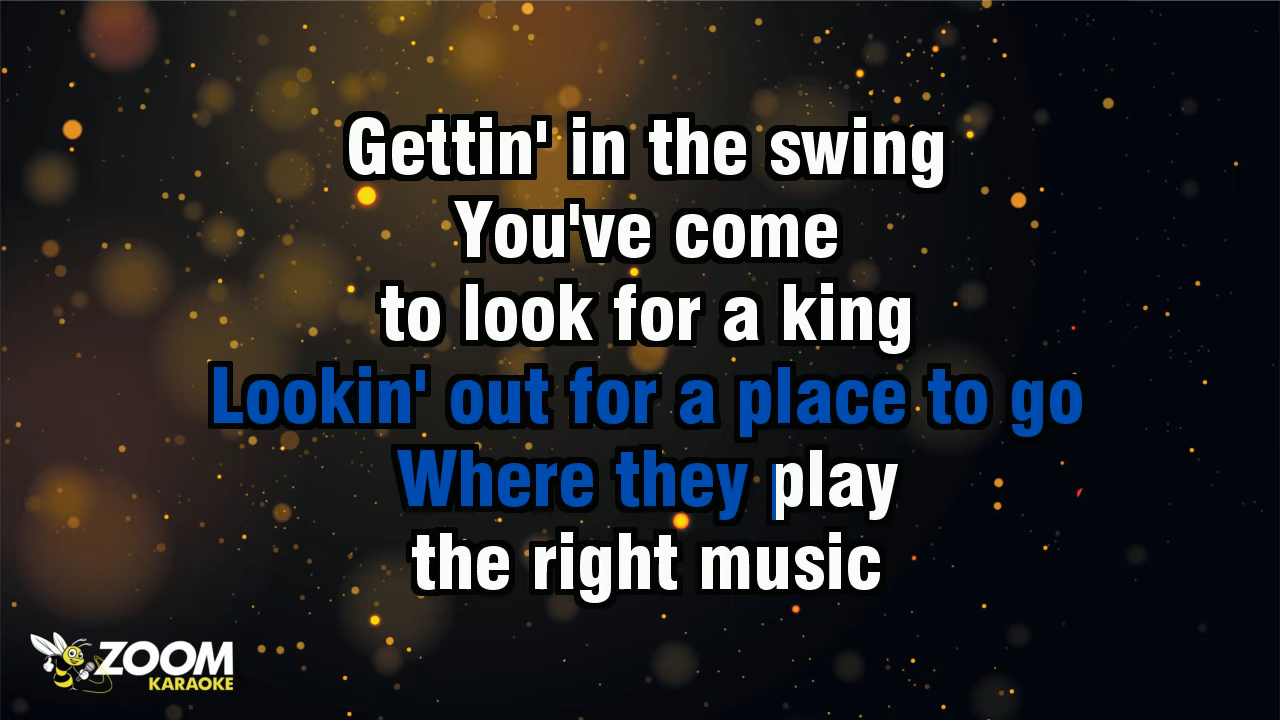 Gettin' in the swing
You've come
to look for a king
Lookin' out for a place to go
Where they play
the right music
ZOOM
KARAOKE